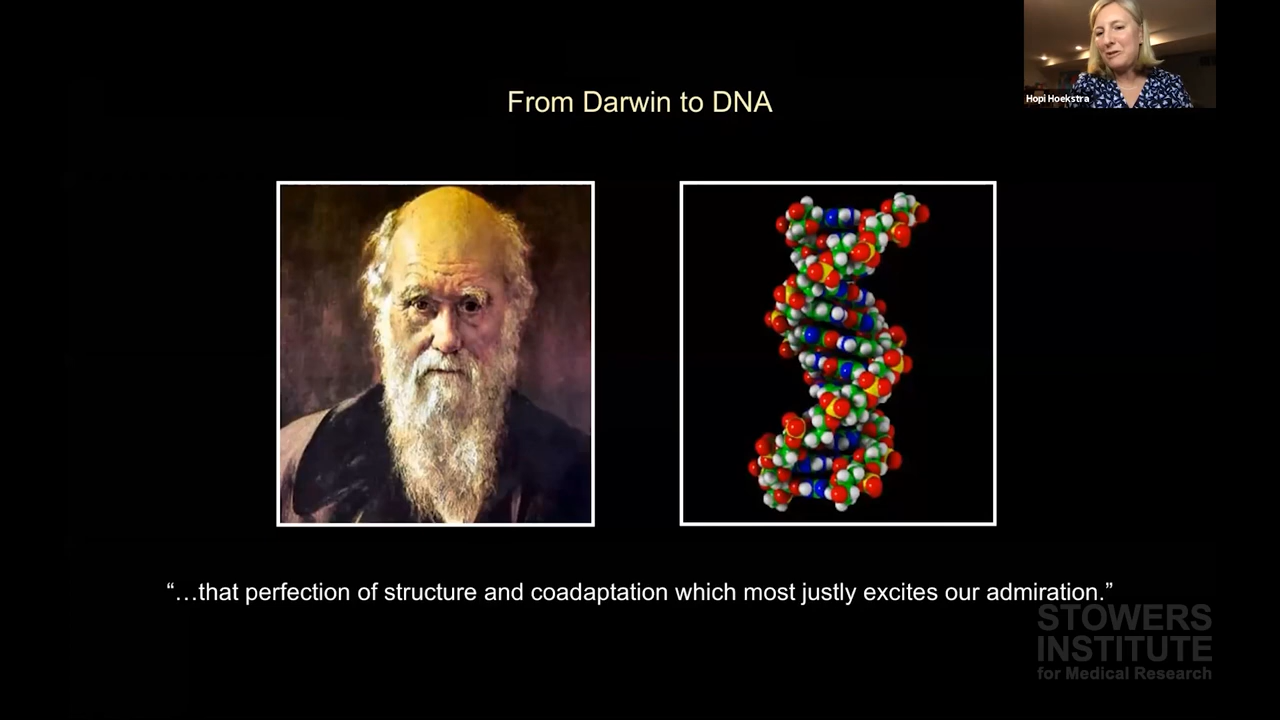 Hopi Hoekstra
From Darwin to DNA
“…that perfection of structure and coadaptation which most justly excites our admiration.”
STOWERS
INSTITUTE
for Medical Research